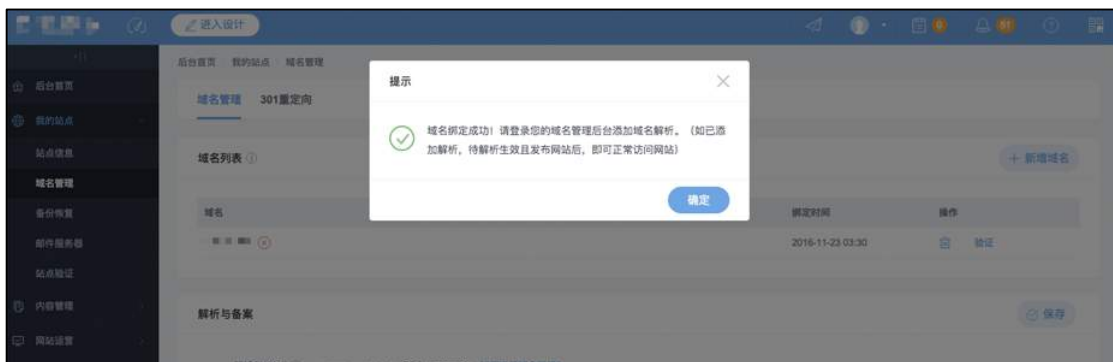 进入设计
0
51
后台首页 我的站点 域名管理
后台首页
域名管理 301重定向
我的站点
站点信息
域名列表
新增域名
域名管理
备份恢复
域名 绑定时间 操作
邮件服务器
2016-11-23 03:30 验证
站点验证
内容管理
解析与备案
保存
网站运营
提示
域名绑定成功！请登录您的域名管理后台添加域名解析。（如已添
加解析，待解析生效且发布网站后，即可正常访问网站）
确定